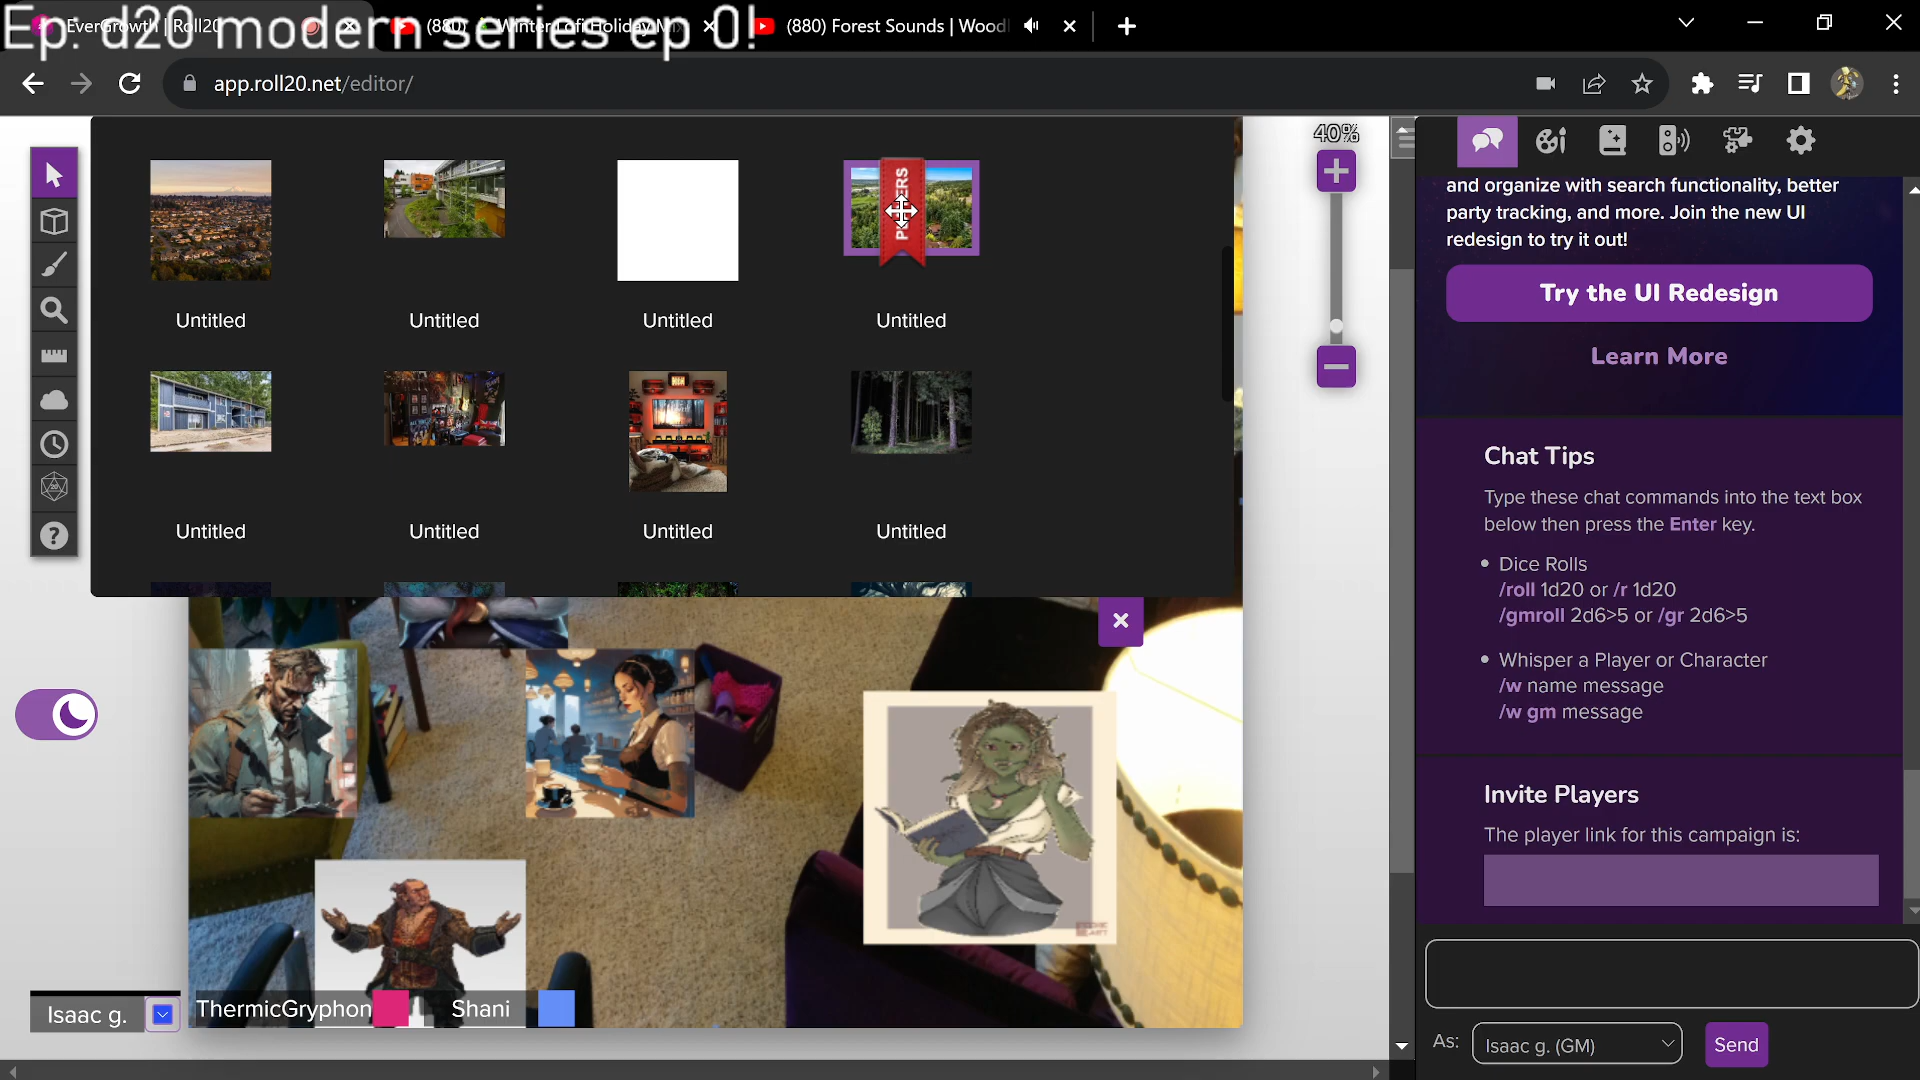 Ep. d20 modern series ep 0!
EverGrowth | Roll20
(880)
Winter Lofi Holiday Mix
(880) Forest Sounds | Woodl
app.roll20.net/editor/
40%
Untitled
Untitled
Untitled
Untitled
Untitled
Untitled
Untitled
Untitled
and organize with search functionality, better
party tracking, and more. Join the new UI
redesign to try it out!
Try the UI Redesign
Learn More
Chat Tips
Type these chat commands into the text box
below then press the Enter key.
Dice Rolls
/roll 1d20 or /r 1d20
/gmroll 2d6>5 or /gr 2d6>5
Whisper a Player or Character
/w name message
/w gm message
Invite Players
The player link for this campaign is:
Isaac g.
ThermicGryphon
Shani
As:
Isaac g. (GM)
Send